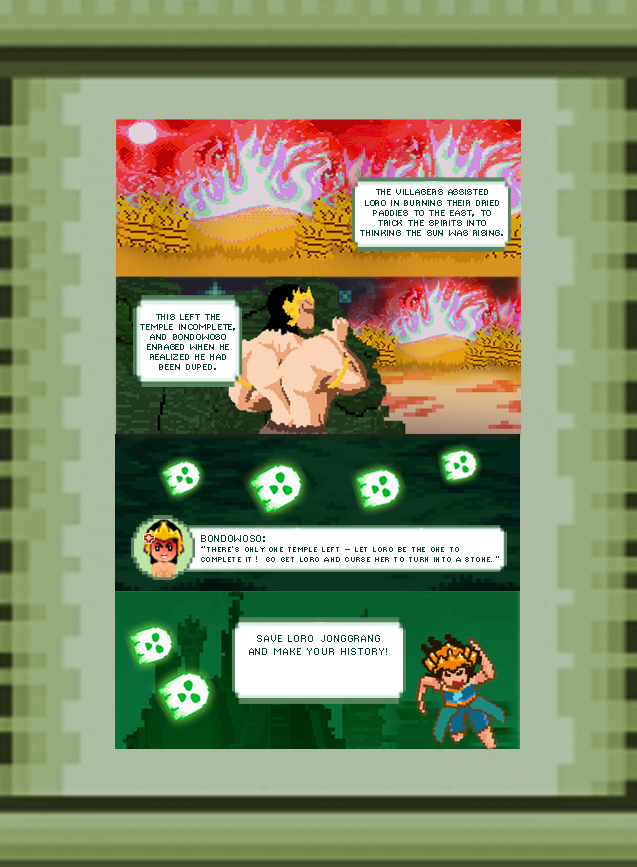 THE VILLAGERS ASSISTED
LORO IN BURNING THEIR DRIED
PADDIES TO THE EAST, TO
TRICK THE SPIRITS INTO
THINKING THE SUN WAS RISING.
THIS LEFT THE
TEMPLE INCOMPLETE,
AND BONDOWOSO
ENRAGED WHEN HE
REALIZED HE HAD
BEEN DUPED.
BONDOWOSO:
"THERE'S ONLY ONE TEMPLE LEFT – LET LORO BE THE ONE TO
COMPLETE IT! GO GET LORO AND CURSE HER TO TURN INTO A STONE."
SAVE LORO JONGGRANG
AND MAKE YOUR HISTORY!